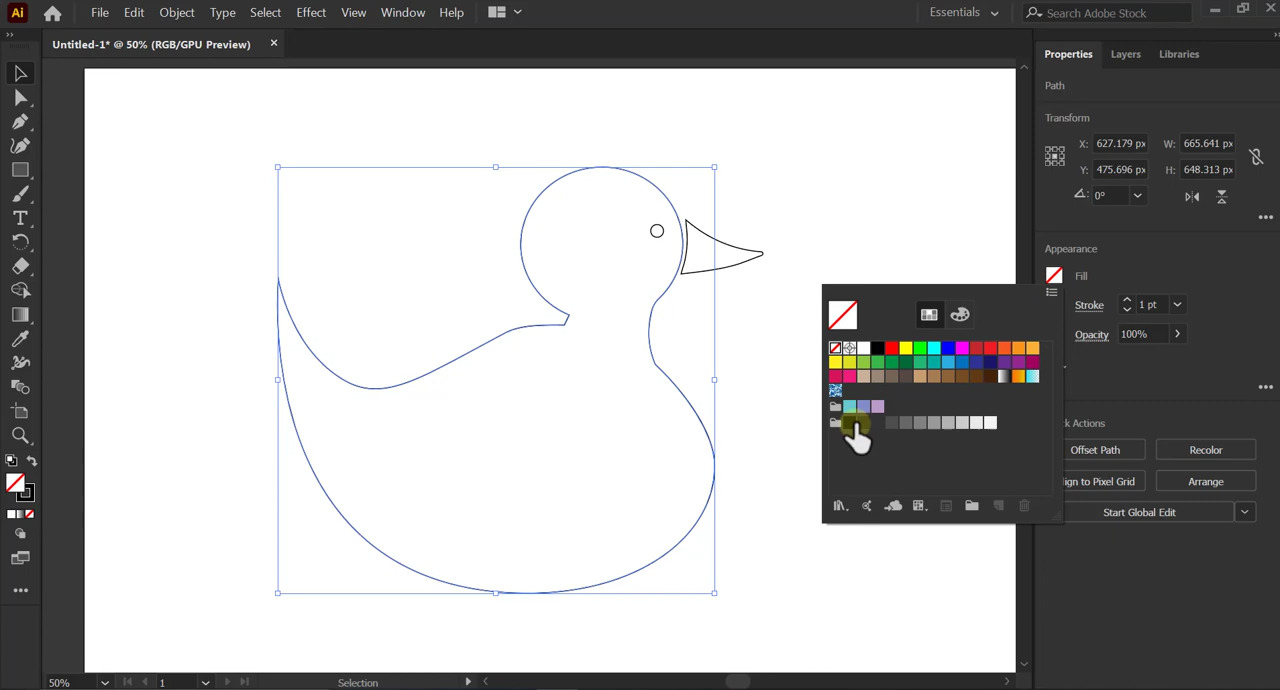 Ai File Edit Object Type Select Effect View Window Help Essentials Search Adobe Stock
Untitled-1* @ 50% (RGB/GPU Preview)
Properties Layers Libraries
Path
Transform
X: 627.179 px W: 665.641 px
Y: 475.696 px H: 648.313 px
0°
Appearance
Fill
Stroke 1 pt
Opacity 100%
k Actions
Offset Path Recolor
lign to Pixel Grid Arrange
Start Global Edit
50% 1 Selection